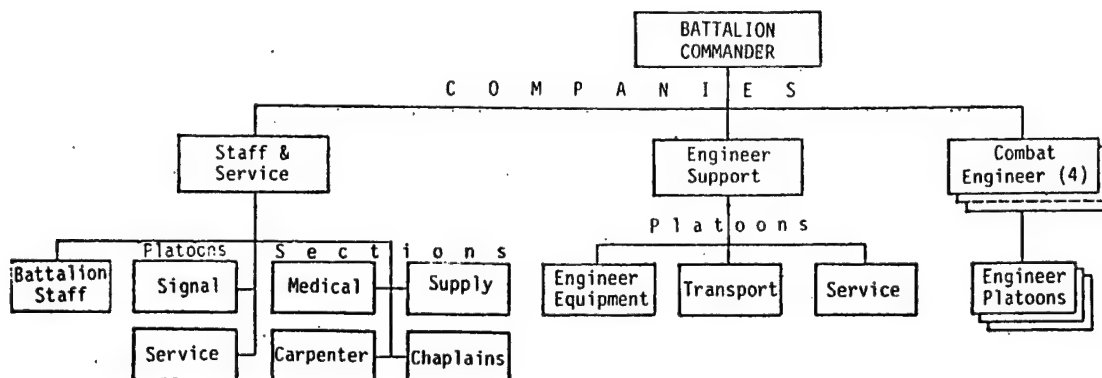 BATTALION
COMMANDER
C O M P A N I E S
Staff &
Service
Engineer
Support
Combat
Engineer (4)
Platoons
S e c t i o n s
P l a t o o n s
Battalion
Staff
Signal
Medical
Supply
Engineer
Equipment
Transport
Service
Engineer
Platoons
Service
Carpenter
Chaplains